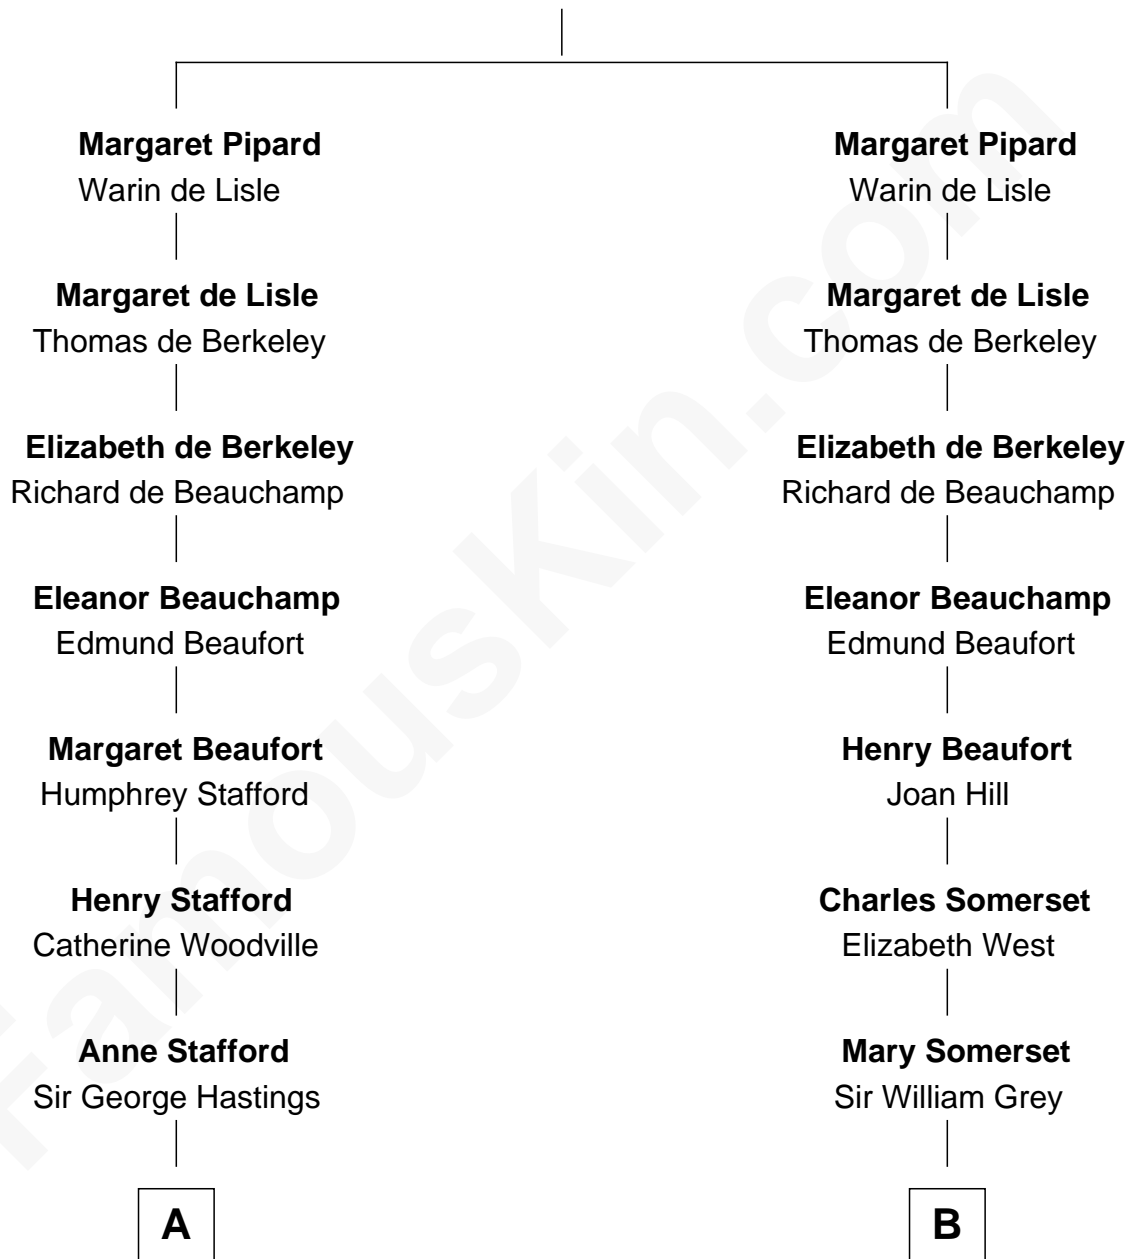 Margaret Pipard
Warin de Lisle
Margaret de Lisle
Thomas de Berkeley
Elizabeth de Berkeley
Richard de Beauchamp
Eleanor Beauchamp
Edmund Beaufort
Margaret Beaufort
Humphrey Stafford
Henry Stafford
Catherine Woodville
Anne Stafford
Sir George Hastings
A
Margaret Pipard
Warin de Lisle
Margaret de Lisle
Thomas de Berkeley
Elizabeth de Berkeley
Richard de Beauchamp
Eleanor Beauchamp
Edmund Beaufort
Henry Beaufort
Joan Hill
Charles Somerset
Elizabeth West
Mary Somerset
Sir William Grey
B
FamousKin.com